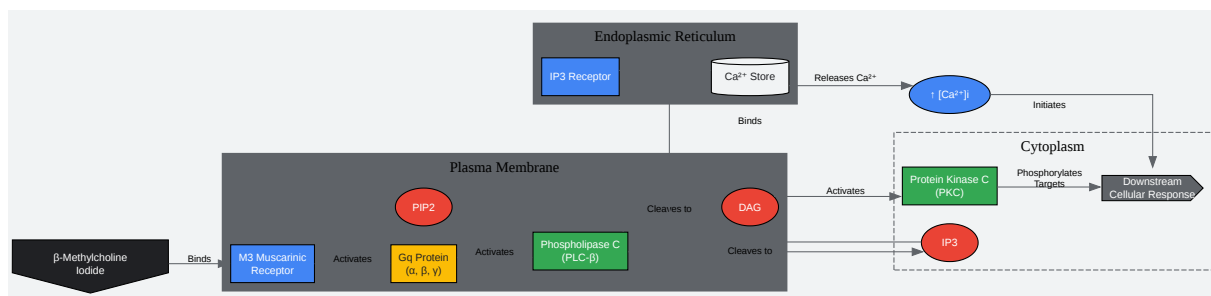 Endoplasmic Reticulum
IP3 Receptor
Ca²⁺ Store
Releases Ca²⁺
↑ [Ca²⁺]i
Initiates
Binds
Cytoplasm
Plasma Membrane
Protein Kinase C
(PKC)
Phosphorylates
Targets
Downstream
Cellular Response
Activates
PIP2
Cleaves to
DAG
IP3
β-Methylcholine
Iodide
Binds
M3 Muscarinic
Receptor
Activates
Gq Protein
(α, β, γ)
Activates
Phospholipase C
(PLC-β)
Cleaves to